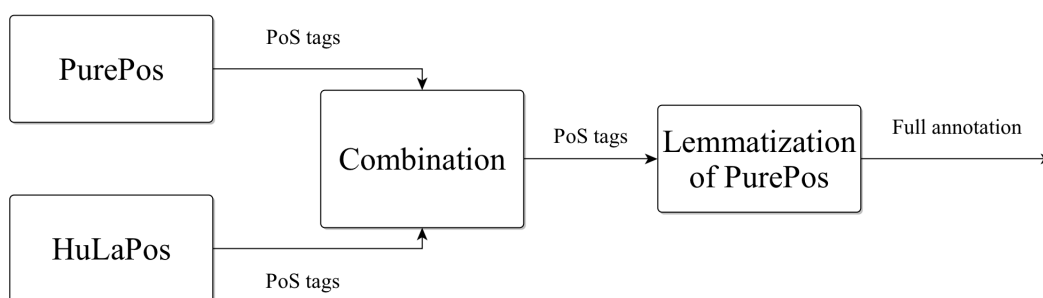 PoS tags
PurePos
Combination
PoS tags
Lemmatization
of PurePos
Full annotation
HuLaPos
PoS tags